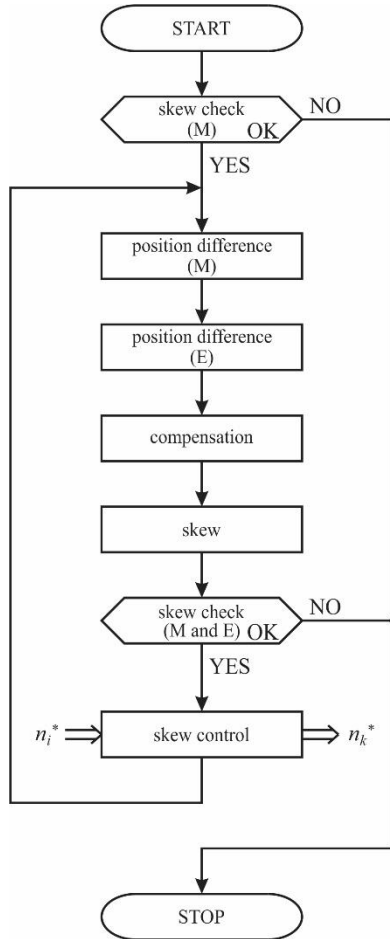 START
skew check
(M)
OK
NO
YES
position difference
(M)
position difference
(E)
compensation
skew
skew check
(M and E)
OK
NO
YES
n_i*
skew control
n_k*
STOP